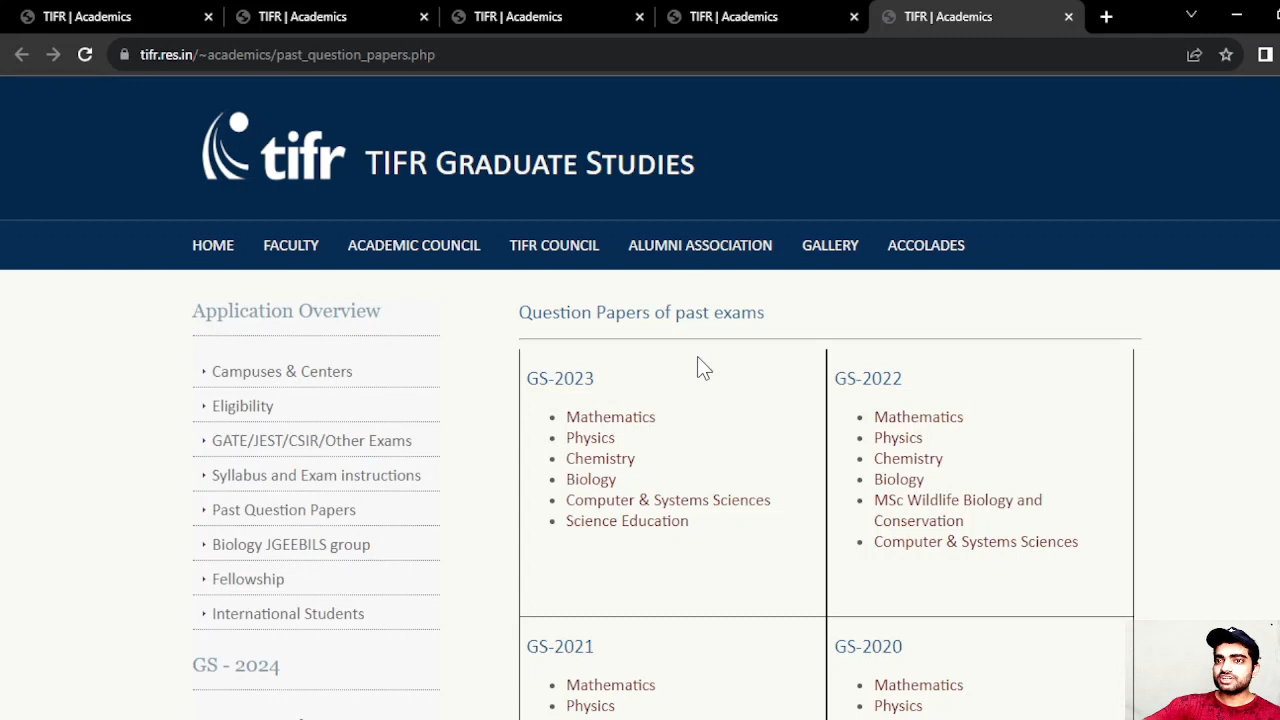 TIFR | Academics
TIFR | Academics
TIFR | Academics
TIFR | Academics
TIFR | Academics
tifr.res.in/~academics/past_question_papers.php
tifr TIFR GRADUATE STUDIES
HOME FACULTY ACADEMIC COUNCIL TIFR COUNCIL ALUMNI ASSOCIATION GALLERY ACCOLADES
Application Overview
Campuses & Centers
Eligibility
GATE/JEST/CSIR/Other Exams
Syllabus and Exam instructions
Past Question Papers
Biology JGEEBILS group
Fellowship
International Students
GS - 2024
Question Papers of past exams
GS-2023
Mathematics
Physics
Chemistry
Biology
Computer & Systems Sciences
Science Education
GS-2022
Mathematics
Physics
Chemistry
Biology
MSc Wildlife Biology and
Conservation
Computer & Systems Sciences
GS-2021
Mathematics
Physics
GS-2020
Mathematics
Physics